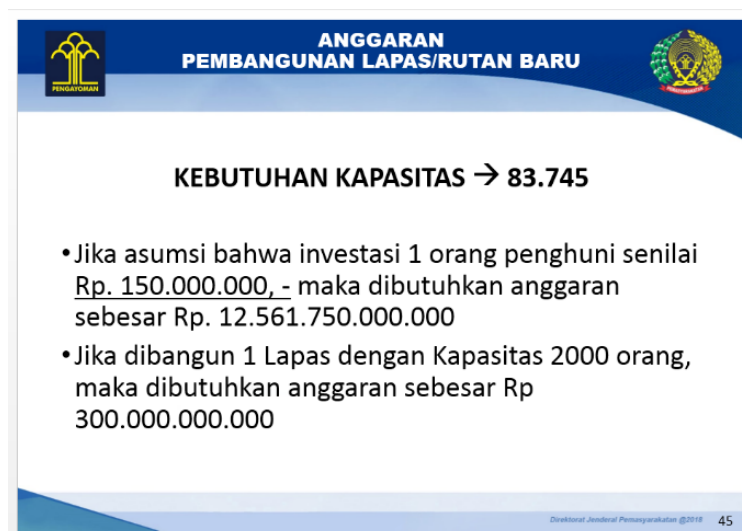 ANGGARAN
PEMBANGUNAN LAPAS/RUTAN BARU
PENGAYOMAN
KEBUTUHAN KAPASITAS → 83.745
•Jika asumsi bahwa investasi 1 orang penghuni senilai
Rp. 150.000.000, - maka dibutuhkan anggaran
sebesar Rp. 12.561.750.000.000
•Jika dibangun 1 Lapas dengan Kapasitas 2000 orang,
maka dibutuhkan anggaran sebesar Rp
300.000.000.000
Direktorat Jenderal Pemasyarakatan @2018 45